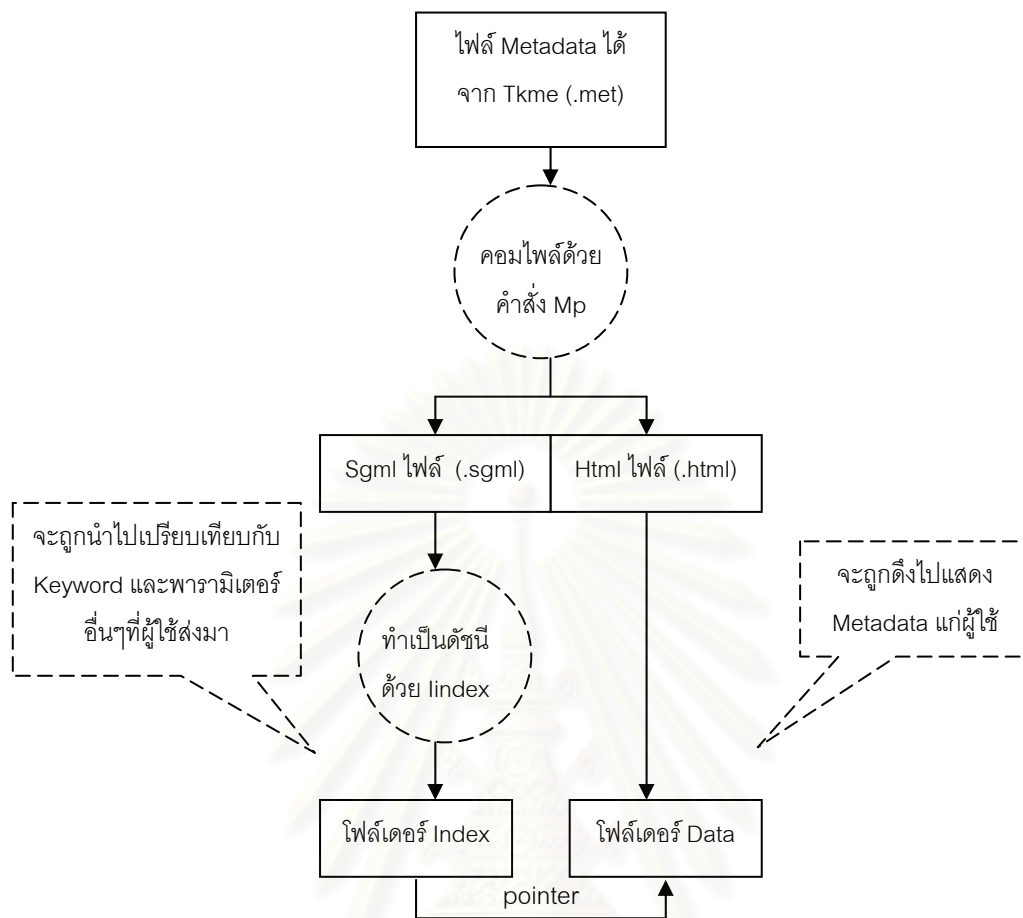 ไฟล์ Metadata ได้
จาก Tkme (.met)
คอมไพล์ด้วย
คำสั่ง Mp
Sgml ไฟล์ (.sgml)
Html ไฟล์ (.html)
จะถูกนำไปเปรียบเทียบกับ
Keyword และพารามิเตอร์
อื่นๆที่ผู้ใช้ส่งมา
จะถูกดึงไปแสดง
Metadata แก่ผู้ใช้
ทำเป็นดัชนี
ด้วย Iindex
โฟล์เดอร์ Index
โฟล์เดอร์ Data
pointer